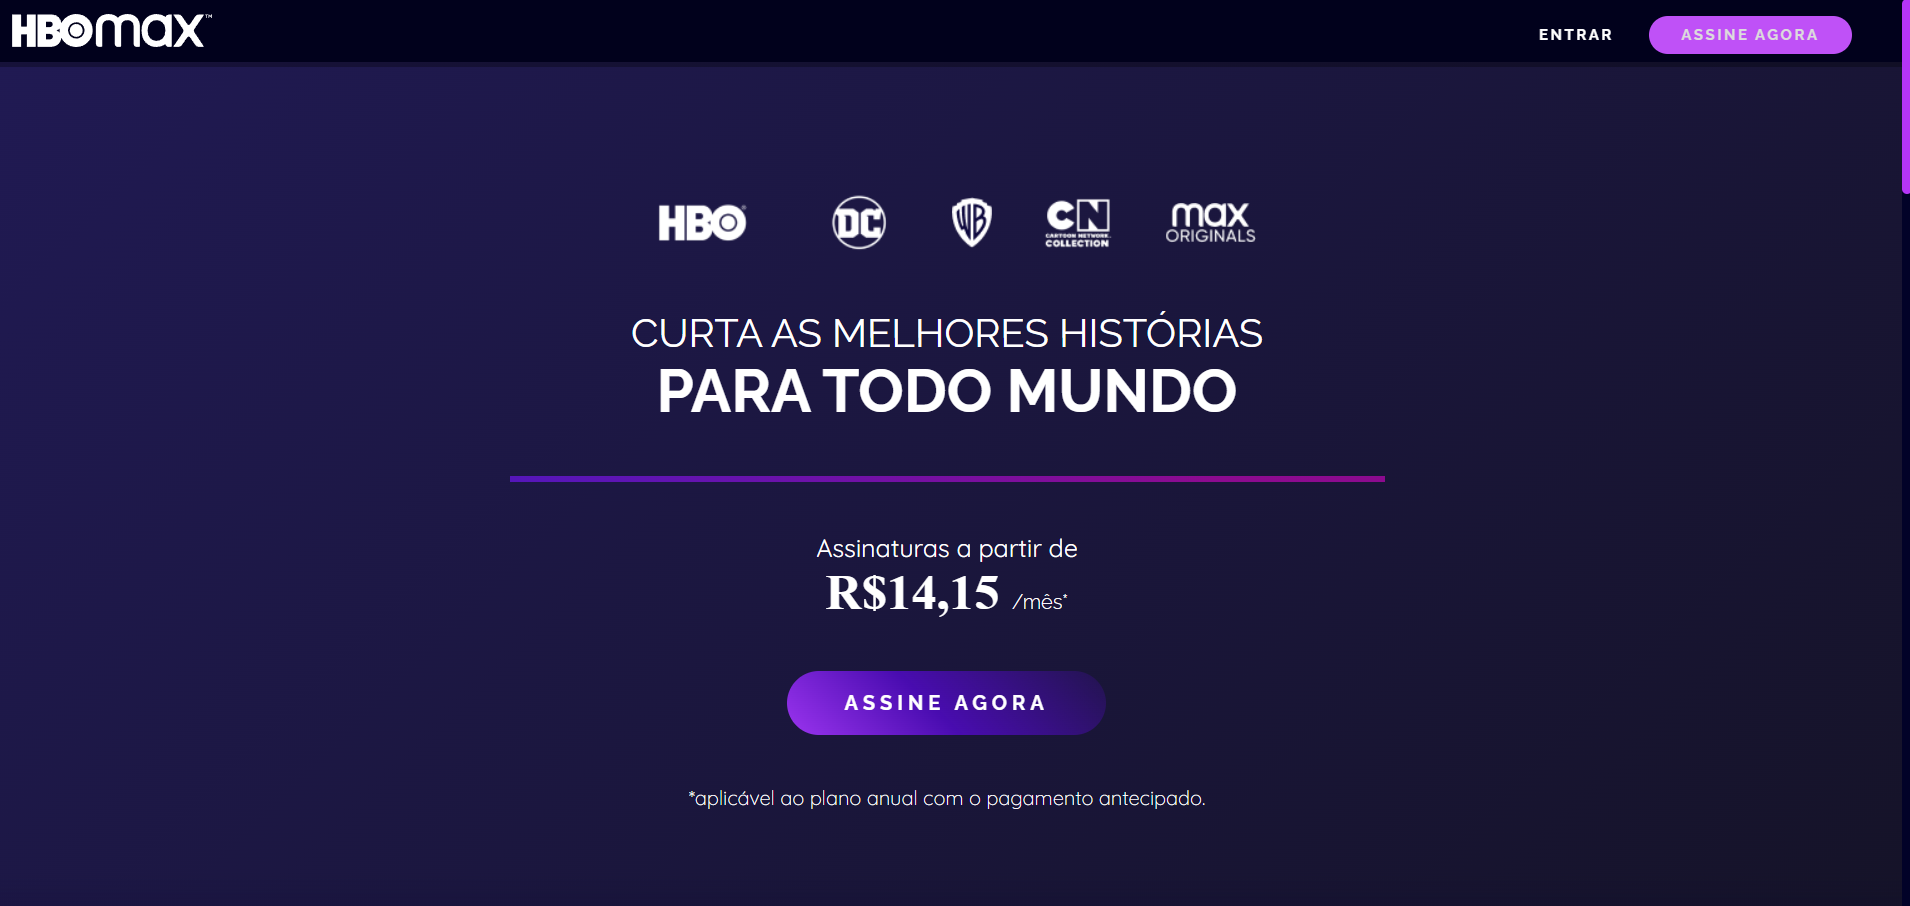 HBOmax™
ENTRAR
ASSINE AGORA
HBO®
DC
WB
CN
CARTOON NETWORK
COLLECTION
max
ORIGINALS
CURTA AS MELHORES HISTÓRIAS
PARA TODO MUNDO
Assinaturas a partir de
R$14,15 /mês*
ASSINE AGORA
*aplicável ao plano anual com o pagamento antecipado.